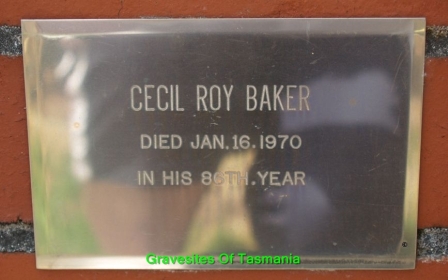 CECIL ROY BAKER
DIED JAN.16.1970
IN HIS 86TH.YEAR
Gravesites Of Tasmania